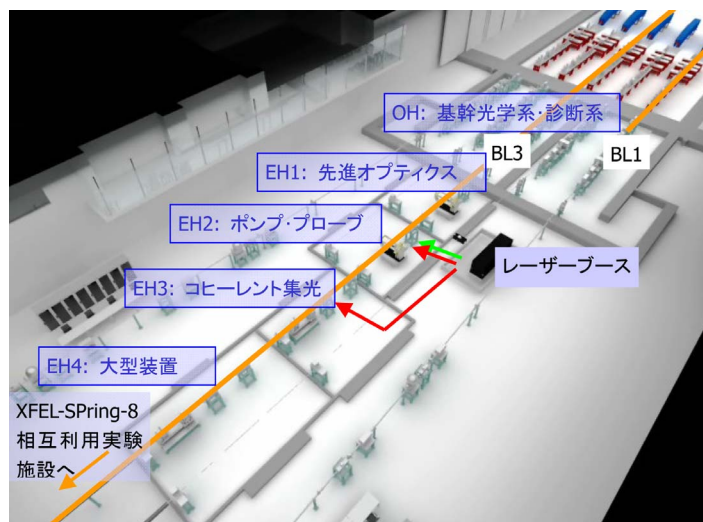 OH: 基幹光学系・診断系
BL3
BL1
EH1: 先進オプティクス
EH2: ポンプ・プローブ
レーザーブース
EH3: コヒーレント集光
EH4: 大型装置
XFEL-SPring-8
相互利用実験
施設へ